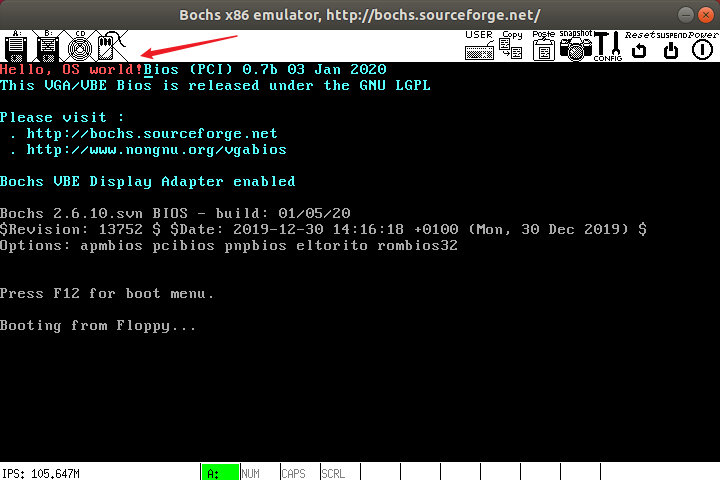 Bochs x86 emulator, http://bochs.sourceforge.net/
A: B: CD USER Copy Paste Snapshot CONFIG Reset SUSPEND Power
Hello, OS world!Bios (PCI) 0.7b 03 Jan 2020
This VGA/VBE Bios is released under the GNU LGPL
Please visit :
. http://bochs.sourceforge.net
. http://www.nongnu.org/vgabios
Bochs VBE Display Adapter enabled
Bochs 2.6.10.svn BIOS - build: 01/05/20
$Revision: 13752 $ $Date: 2019-12-30 14:16:18 +0100 (Mon, 30 Dec 2019) $
Options: apmbios pcibios pnpbios eltorito rombios32
Press F12 for boot menu.
Booting from Floppy...
IPS: 105.647M A: NUM CAPS SCRL